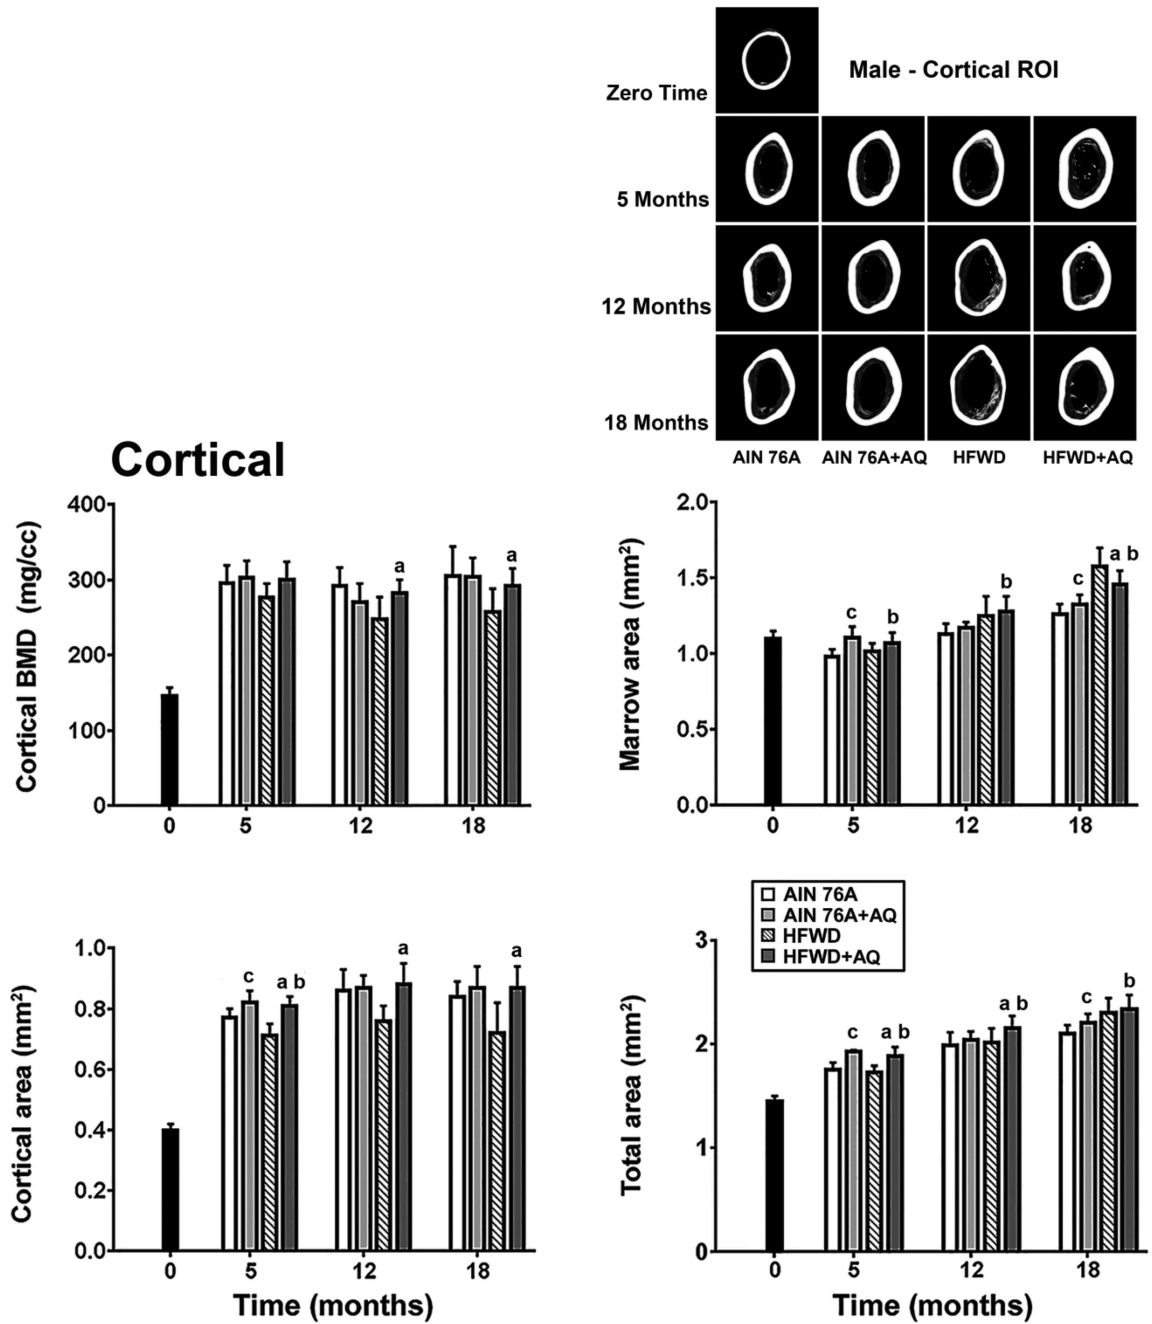 Zero Time
Male - Cortical ROI
5 Months
12 Months
18 Months
AIN 76A AIN 76A+AQ HFWD HFWD+AQ
Cortical
Cortical BMD (mg/cc)
400
300
200
100
0
a
a
0 5 12 18
Marrow area (mm²)
2.0
1.5
1.0
0.5
0.0
c b
b
c a b
0 5 12 18
Cortical area (mm²)
1.0
0.8
0.6
0.4
0.2
0.0
c a b
a
a
0 5 12 18
Time (months)
AIN 76A
AIN 76A+AQ
HFWD
HFWD+AQ
Total area (mm²)
3
2
1
0
c a b
a b
c b
0 5 12 18
Time (months)